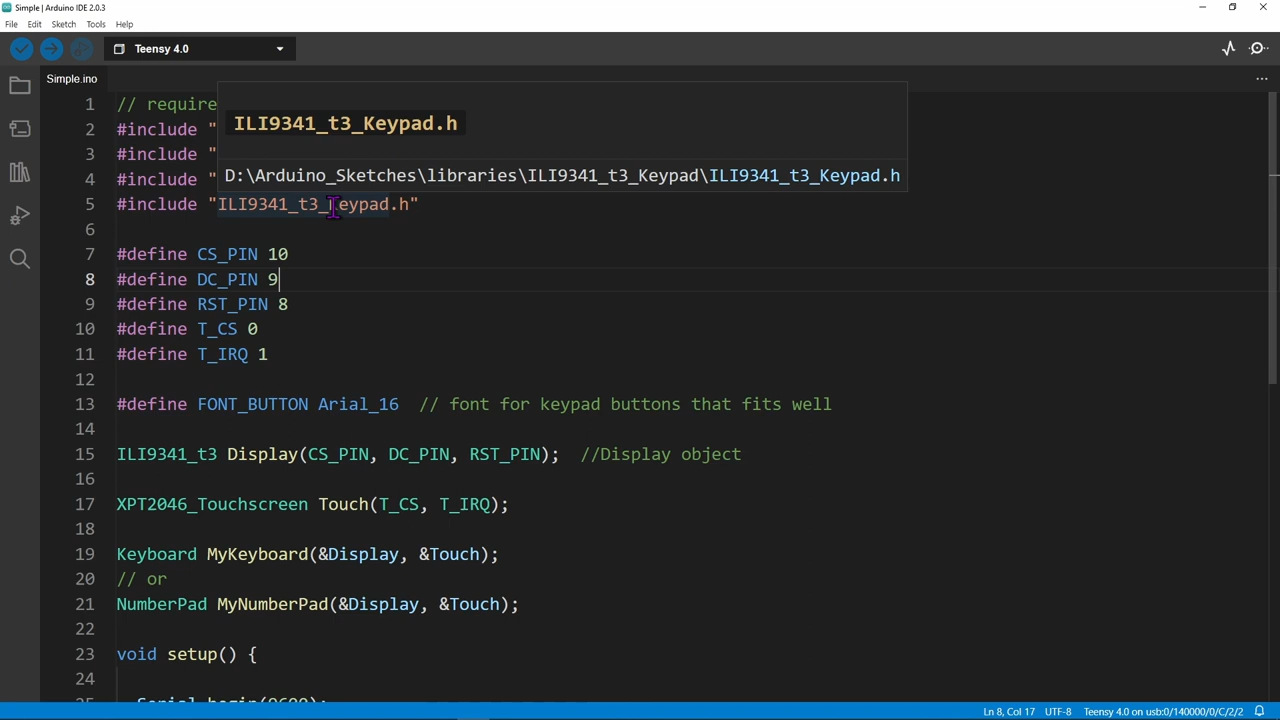 Simple | Arduino IDE 2.0.3
File Edit Sketch Tools Help
Teensy 4.0
Simple.ino
1 // require
2 #include "
3 #include "
4 #include "
ILI9341_t3_Keypad.h
D:\Arduino_Sketches\libraries\ILI9341_t3_Keypad\ILI9341_t3_Keypad.h
5 #include "ILI9341_t3_Keypad.h"
6
7 #define CS_PIN 10
8 #define DC_PIN 9
9 #define RST_PIN 8
10 #define T_CS 0
11 #define T_IRQ 1
12
13 #define FONT_BUTTON Arial_16 // font for keypad buttons that fits well
14
15 ILI9341_t3 Display(CS_PIN, DC_PIN, RST_PIN); //Display object
16
17 XPT2046_Touchscreen Touch(T_CS, T_IRQ);
18
19 Keyboard MyKeyboard(&Display, &Touch);
20 // or
21 NumberPad MyNumberPad(&Display, &Touch);
22
23 void setup() {
24
25 Serial.begin(9600);
Ln 8, Col 17 UTF-8 Teensy 4.0 on usb:0/140000/0/C/2/2